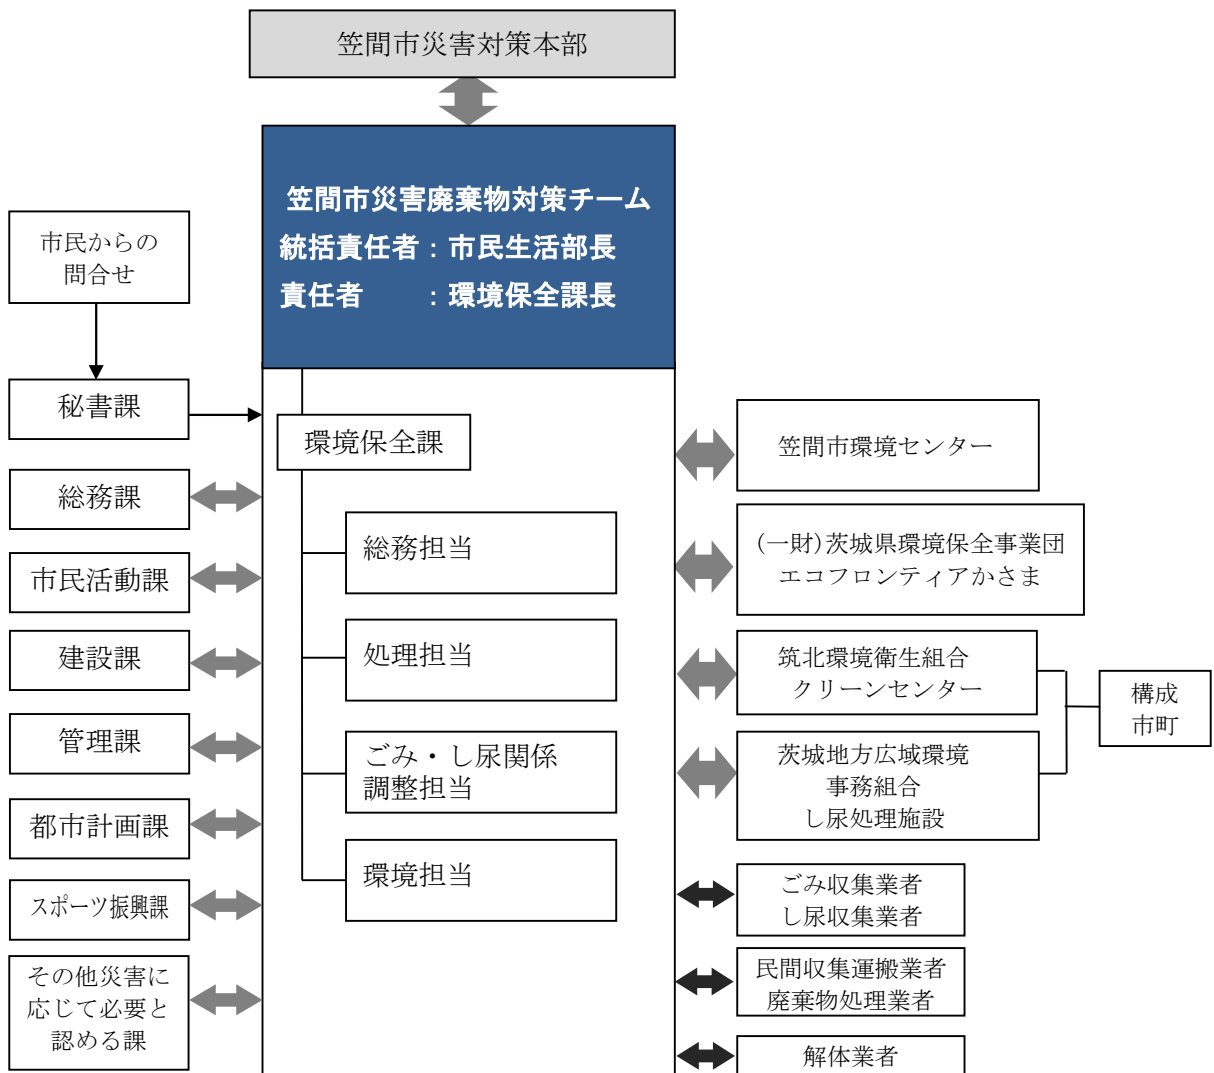 笠間市災害対策本部
笠間市災害廃棄物対策チーム
統括責任者：市民生活部長
責任者　　：環境保全課長
市民からの
問合せ
秘書課
総務課
市民活動課
建設課
管理課
都市計画課
スポーツ振興課
その他災害に
応じて必要と
認める課
環境保全課
総務担当
処理担当
ごみ・し尿関係
調整担当
環境担当
笠間市環境センター
(一財)茨城県環境保全事業団
エコフロンティアかさま
筑北環境衛生組合
クリーンセンター
茨城地方広域環境
事務組合
し尿処理施設
構成
市町
ごみ収集業者
し尿収集業者
民間収集運搬業者
廃棄物処理業者
解体業者